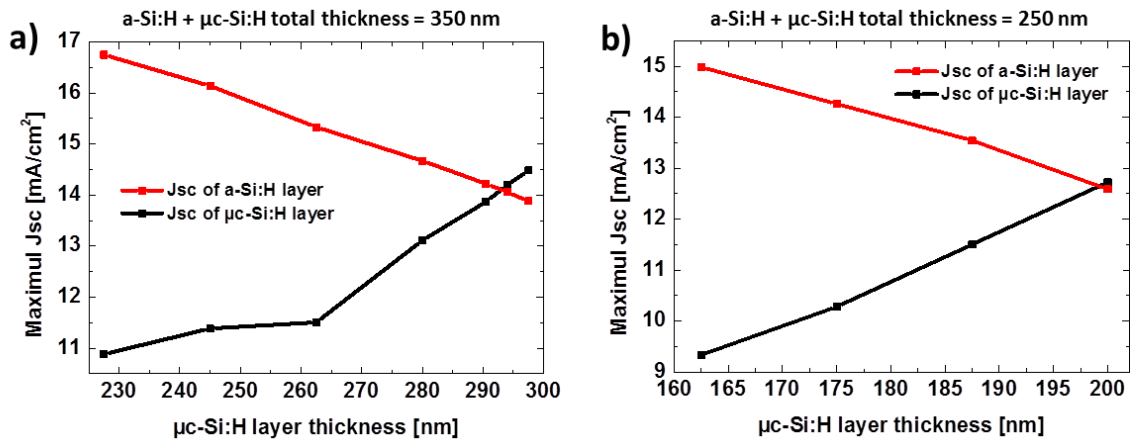 a-Si:H + µc-Si:H total thickness = 350 nm
a)
17
16
15
14
13
12
11
Maximul Jsc [mA/cm²]
Jsc of a-Si:H layer
Jsc of µc-Si:H layer
230 240 250 260 270 280 290 300
µc-Si:H layer thickness [nm]
a-Si:H + µc-Si:H total thickness = 250 nm
b)
15
14
13
12
11
10
9
Maximul Jsc [mA/cm²]
Jsc of a-Si:H layer
Jsc of µc-Si:H layer
160 165 170 175 180 185 190 195 200
µc-Si:H layer thickness [nm]